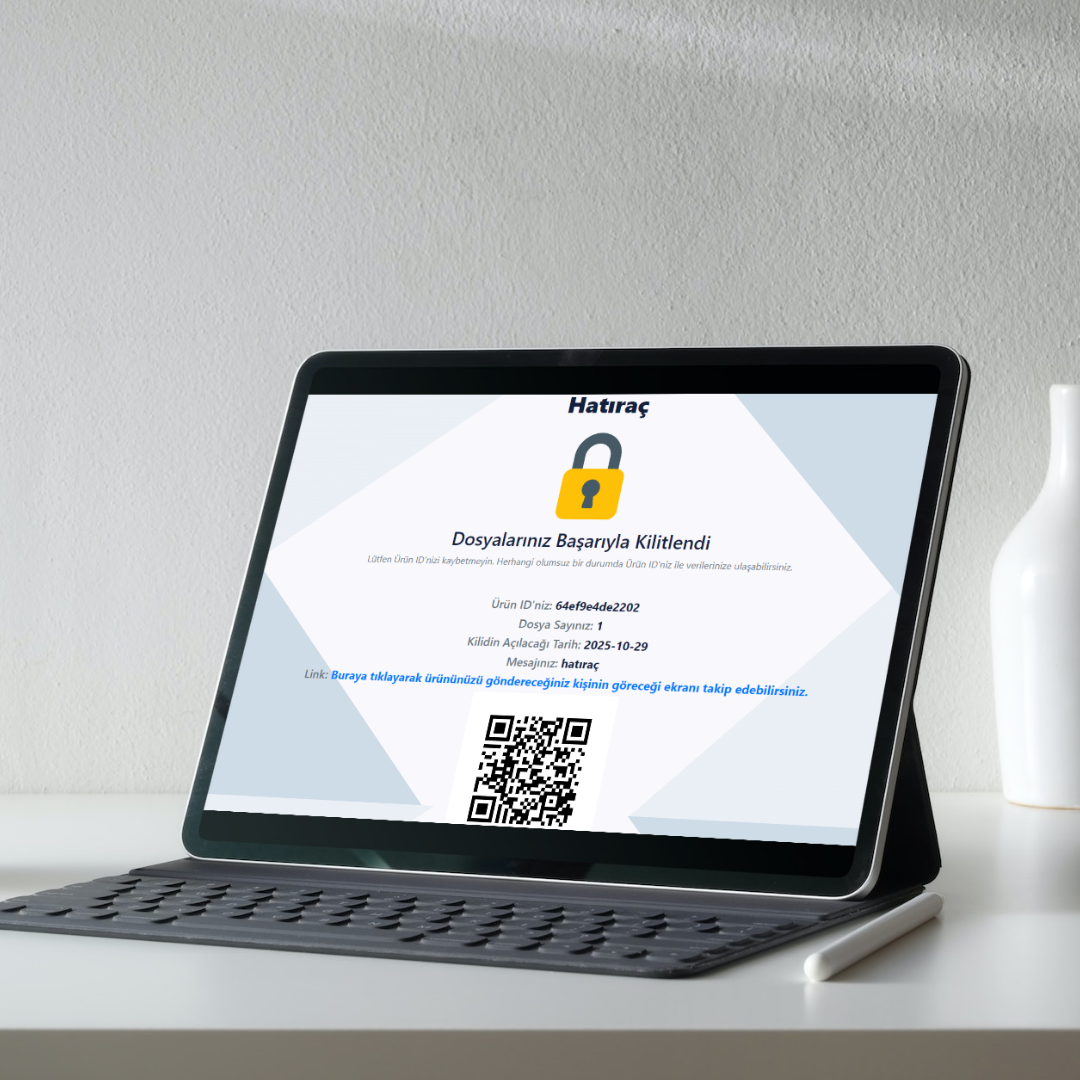 Hatıraç
Dosyalarınız Başarıyla Kilitlendi
Lütfen Ürün ID'nizi kaybetmeyin. Herhangi olumsuz bir durumda Ürün ID'niz ile verilerinize ulaşabilirsiniz.
Ürün ID'niz: 64ef9e4de2202
Dosya Sayınız: 1
Kilidin Açılacağı Tarih: 2025-10-29
Mesajınız: hatıraç
Link: Buraya tıklayarak ürününüzü göndereceğiniz kişinin göreceği ekranı takip edebilirsiniz.